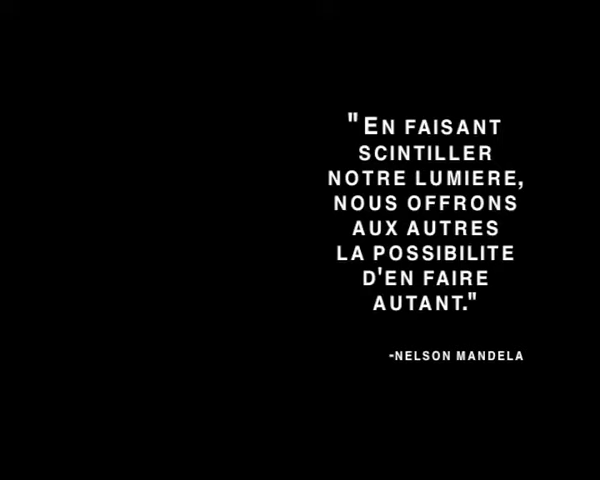 "EN FAISANT
SCINTILLER
NOTRE LUMIERE,
NOUS OFFRONS
AUX AUTRES
LA POSSIBILITE
D'EN FAIRE
AUTANT."
-NELSON MANDELA